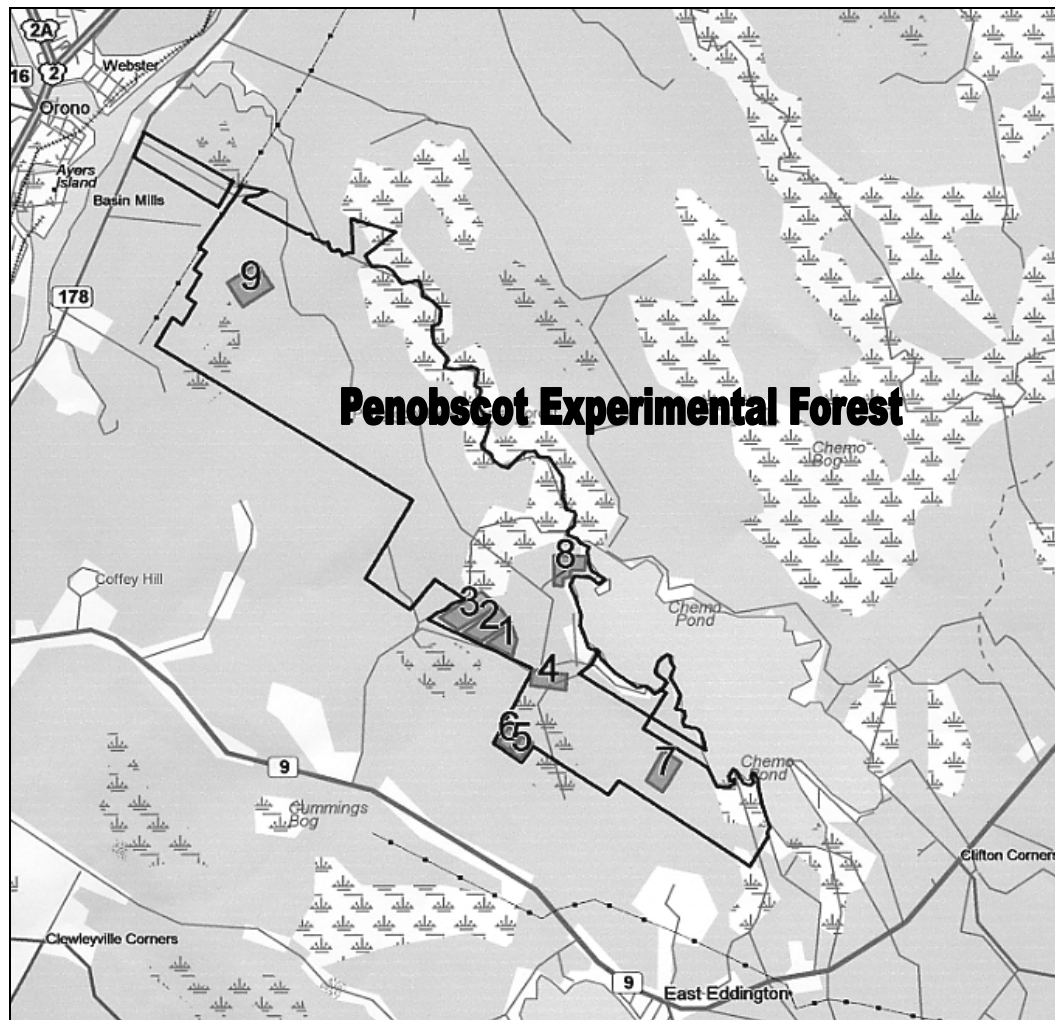 2A
Webster
16
2
Orono
Ayers
Island
Basin Mills
9
178
Penobscot Experimental Forest
Chemo
Bog
8
Coffey Hill
3
2
1
Chemo
Pond
4
6
5
7
Chemo
Pond
9
Cummings
Bog
Clifton Corners
Clewleyville Corners
9
East Eddington